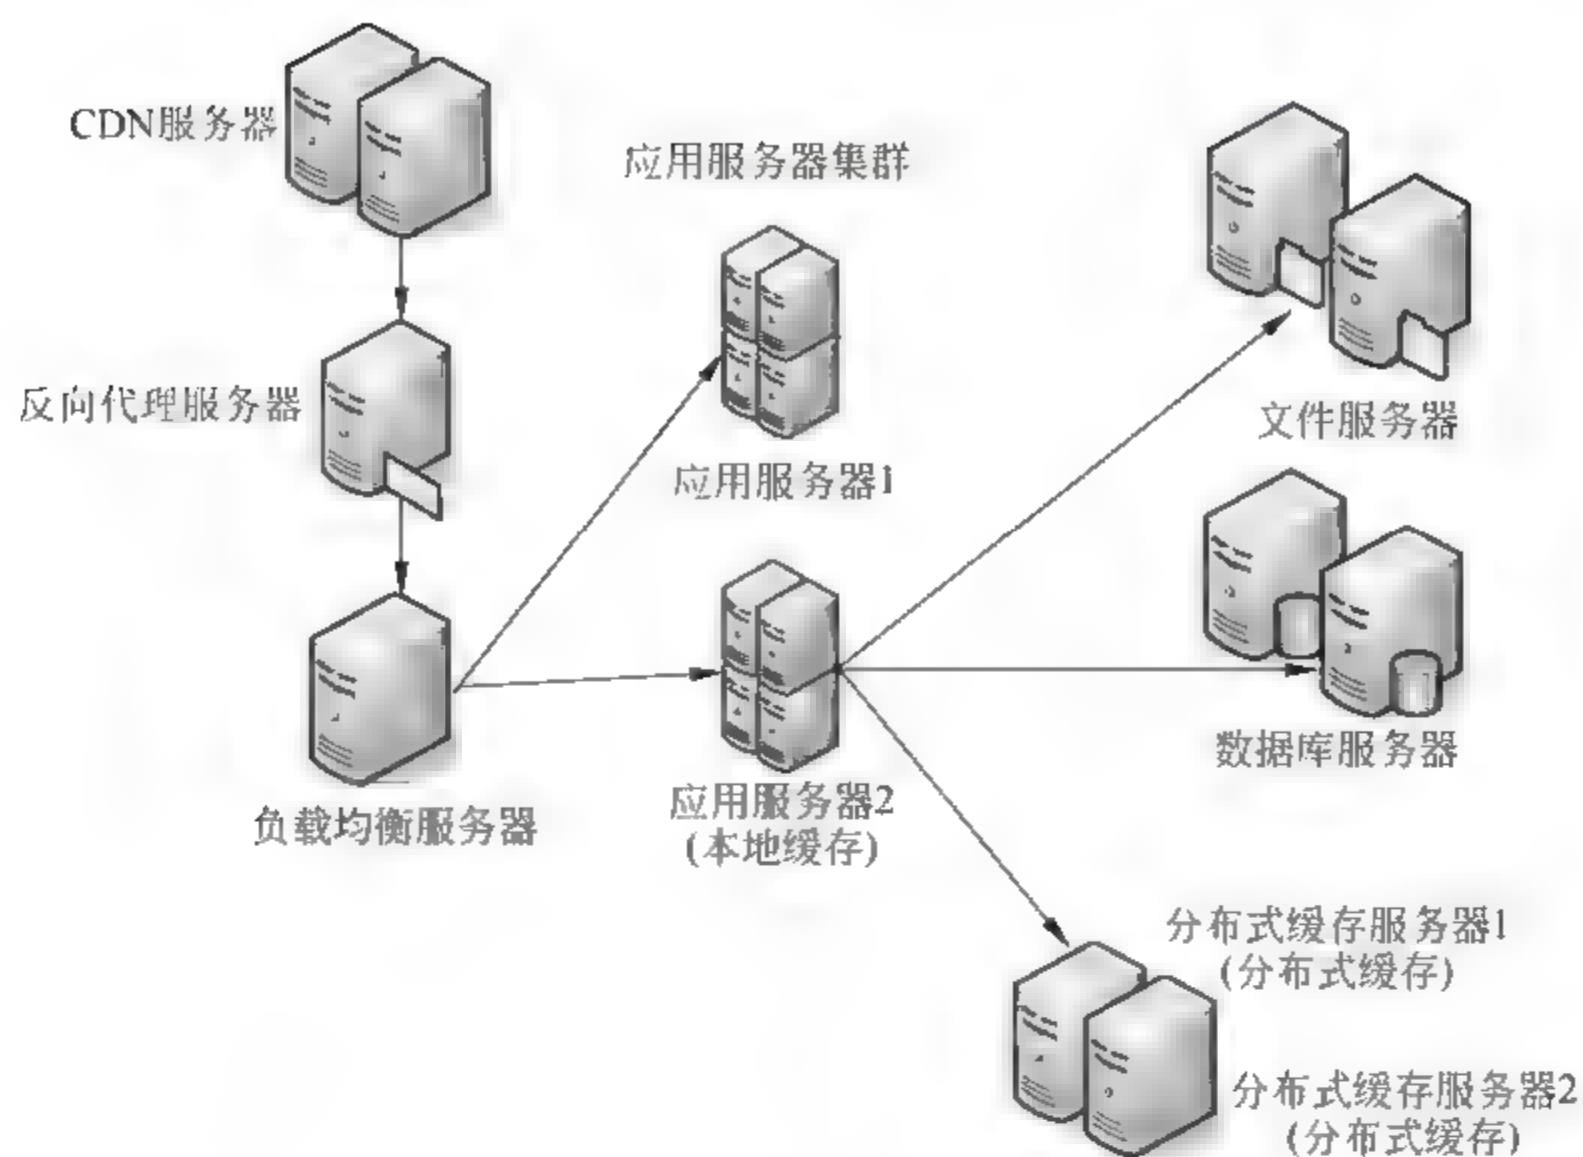 CDN服务器
应用服务器集群
反向代理服务器
文件服务器
应用服务器1
数据库服务器
负载均衡服务器
应用服务器2
(本地缓存)
分布式缓存服务器1
(分布式缓存)
分布式缓存服务器2
(分布式缓存)